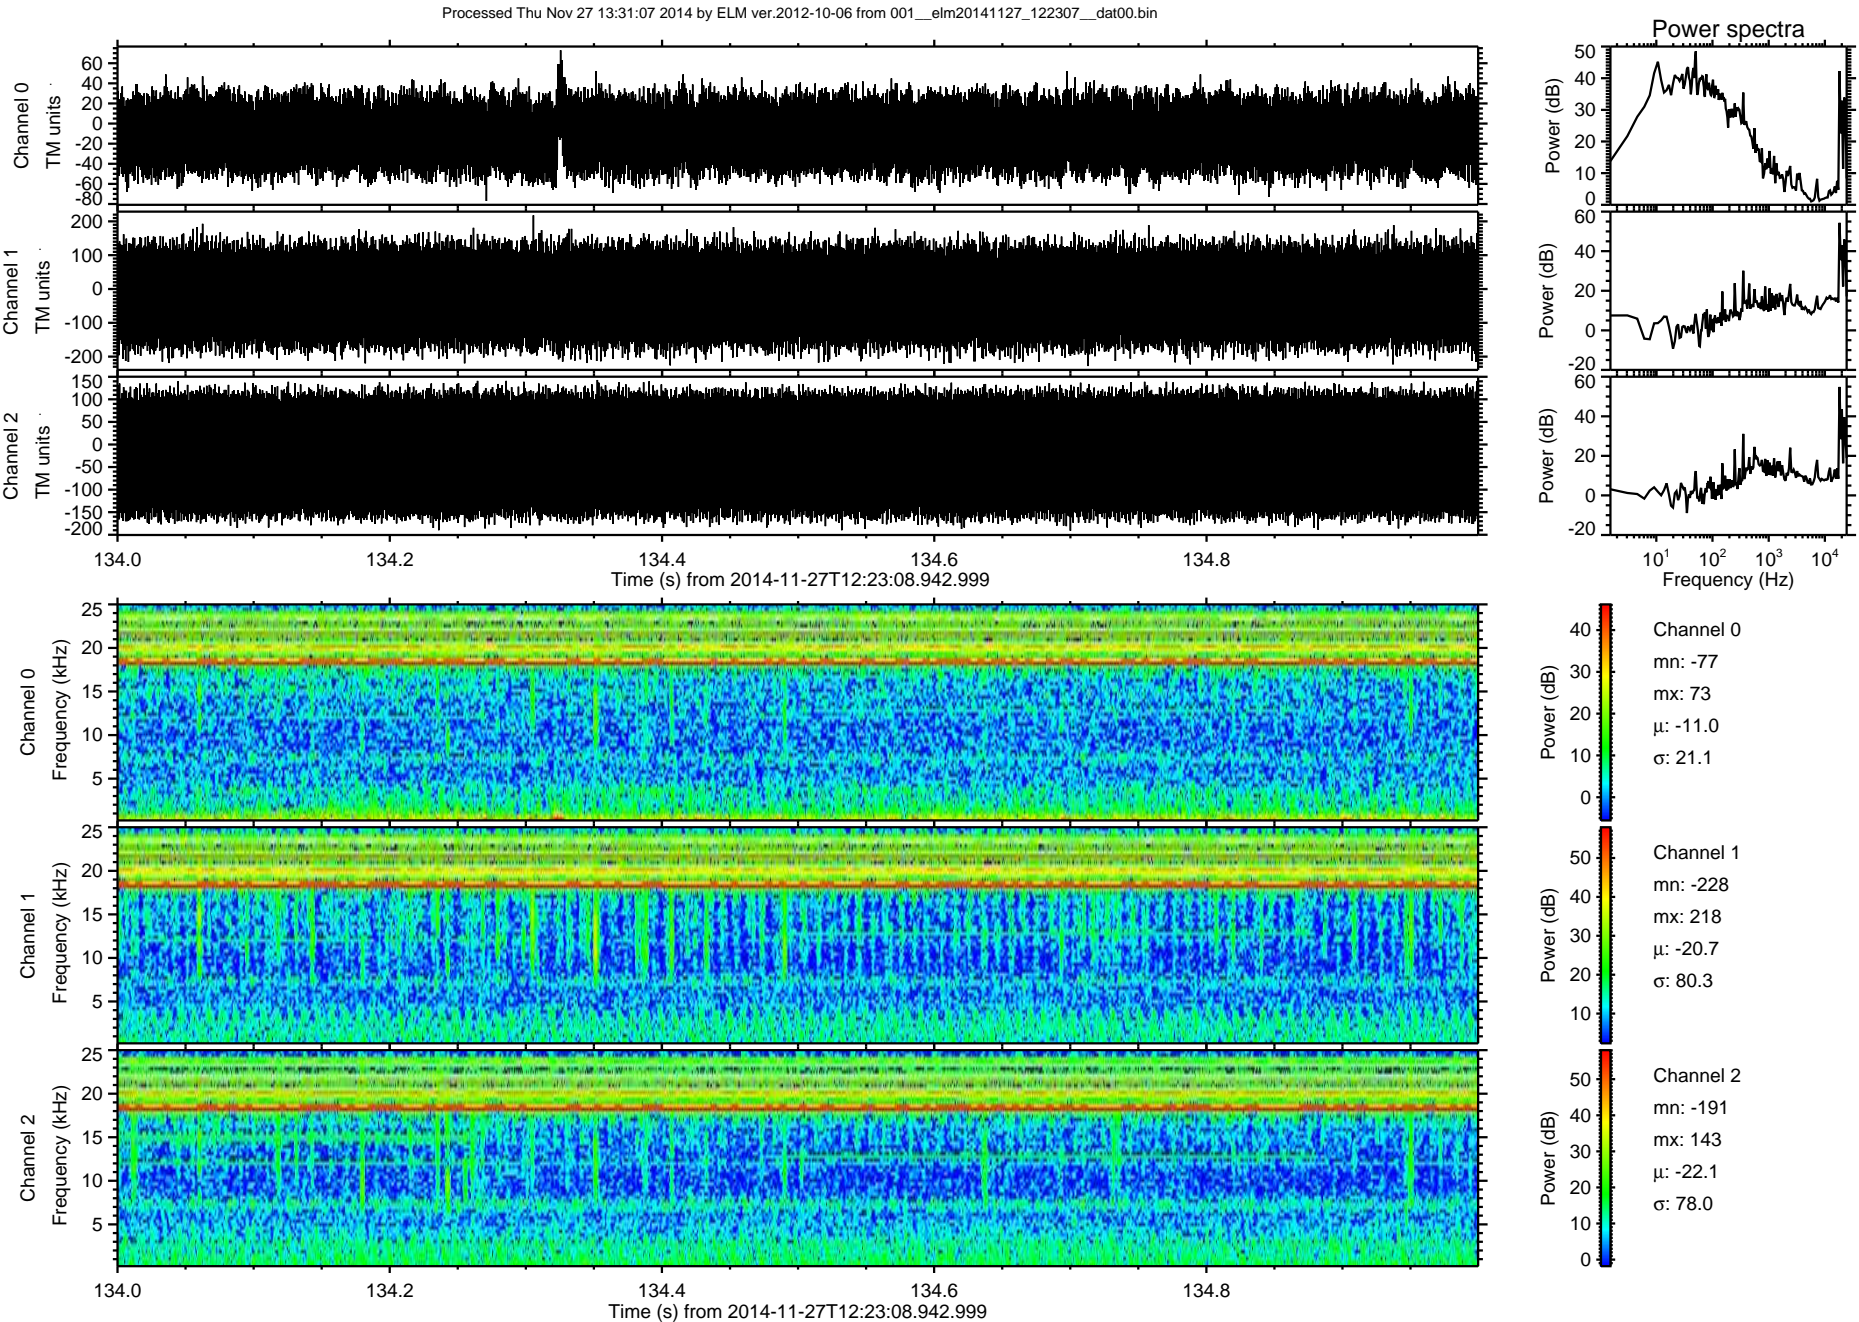 Processed Thu Nov 27 13:31:07 2014 by ELM ver.2012-10-06 from 001__elm20141127_122307__dat00.bin
Power spectra
Channel 0
TM units
60
40
20
0
-20
-40
-60
-80
Power (dB)
50
40
30
20
10
0
Channel 1
TM units
200
100
0
-100
-200
Power (dB)
60
40
20
0
-20
Channel 2
TM units
150
100
50
0
-50
-100
-150
-200
Power (dB)
60
40
20
0
-20
134.0
134.2
134.4
134.6
134.8
Time (s) from 2014-11-27T12:23:08.942.999
10¹
10²
10³
10⁴
Frequency (Hz)
Channel 0
Frequency (kHz)
25
20
15
10
5
Power (dB)
40
30
20
10
0
Channel 0
mn: -77
mx: 73
μ: -11.0
σ: 21.1
Channel 1
Frequency (kHz)
25
20
15
10
5
Power (dB)
50
40
30
20
10
Channel 1
mn: -228
mx: 218
μ: -20.7
σ: 80.3
Channel 2
Frequency (kHz)
25
20
15
10
5
Power (dB)
50
40
30
20
10
0
Channel 2
mn: -191
mx: 143
μ: -22.1
σ: 78.0
134.0
134.2
134.4
134.6
134.8
Time (s) from 2014-11-27T12:23:08.942.999